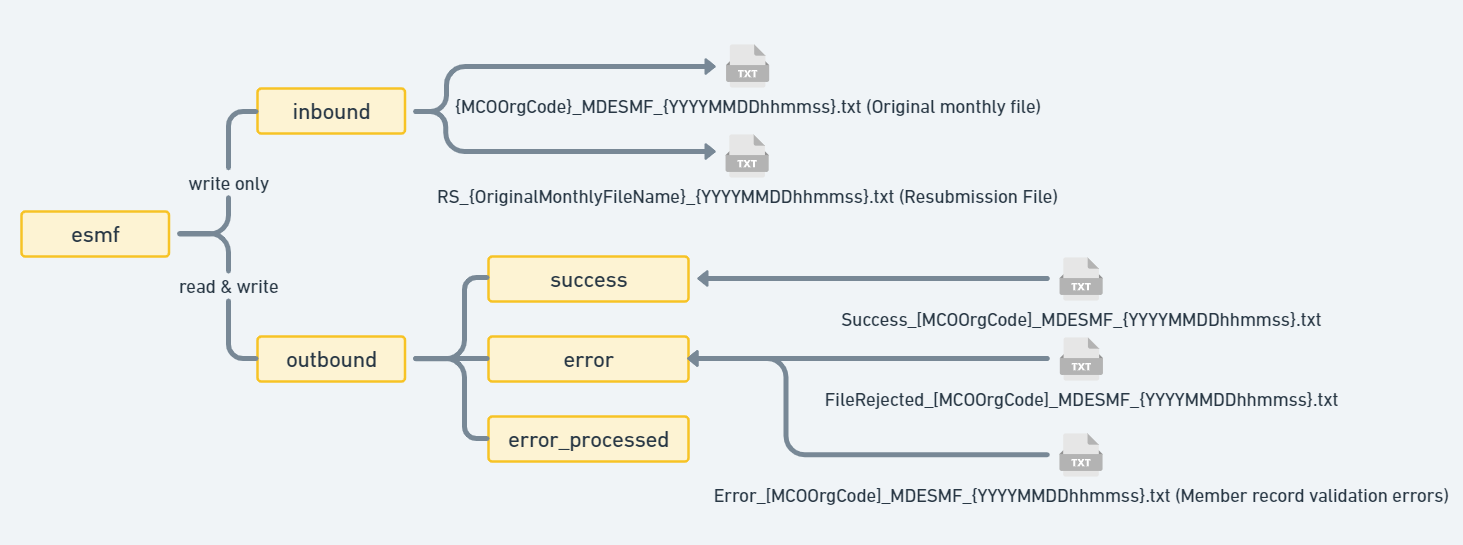 TXT
inbound
{MCOOrgCode}_MDESMF_{YYYYMMDDhhmmss}.txt (Original monthly file)
TXT
write only
RS_{OriginalMonthlyFileName}_{YYYYMMDDhhmmss}.txt (Resubmission File)
esmf
read & write
success
TXT
Success_[MCOOrgCode]_MDESMF_{YYYYMMDDhhmmss}.txt
outbound
error
TXT
FileRejected_[MCOOrgCode]_MDESMF_{YYYYMMDDhhmmss}.txt
error_processed
TXT
Error_[MCOOrgCode]_MDESMF_{YYYYMMDDhhmmss}.txt (Member record validation errors)